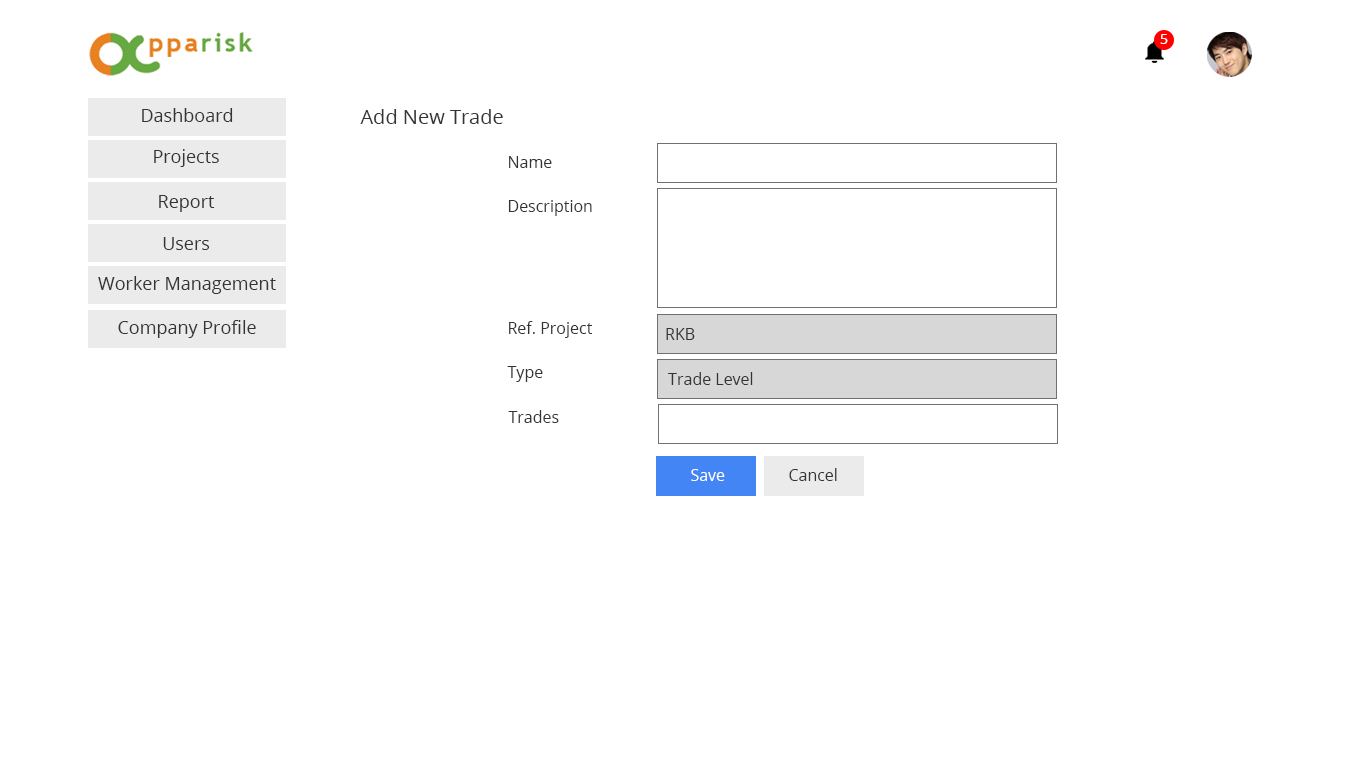 pparisk
5
Dashboard
Projects
Report
Users
Worker Management
Company Profile
Add New Trade
Name
Description
Ref. Project
RKB
Type
Trade Level
Trades
Save
Cancel